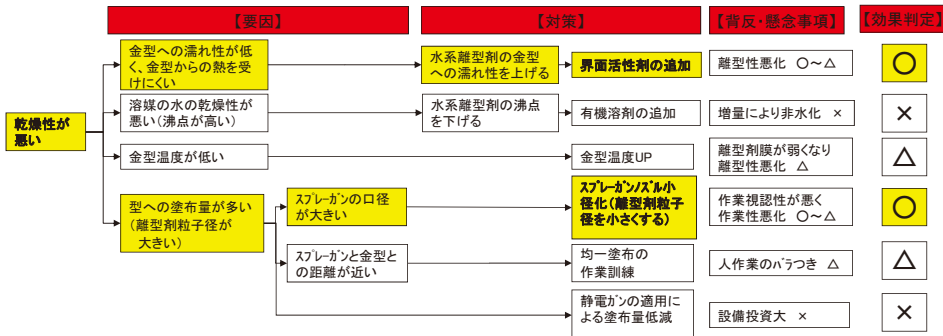 【要因】
【対策】
【背反・懸念事項】
【効果判定】
金型への濡れ性が低
く、金型からの熱を受
けにくい
水系離型剤の金型
への濡れ性を上げる
界面活性剤の追加
離型性悪化 ○～△
○
溶媒の水の乾燥性が
悪い(沸点が高い)
水系離型剤の沸点
を下げる
有機溶剤の追加
増量により非水化 ×
×
乾燥性が
悪い
金型温度が低い
金型温度UP
離型剤膜が弱くなり
離型性悪化 △
△
型への塗布量が多い
(離型剤粒子径が
大きい)
ｽﾌﾟﾚｰｶﾞﾝの口径
が大きい
ｽﾌﾟﾚｰｶﾞﾝﾉｽﾞﾙ小
径化(離型剤粒子
径を小さくする)
作業視認性が悪く
作業性悪化 ○～△
○
ｽﾌﾟﾚｰｶﾞﾝと金型と
の距離が近い
均一塗布の
作業訓練
人作業のﾊﾞﾗつき △
△
静電ｶﾞﾝの適用に
よる塗布量低減
設備投資大 ×
×